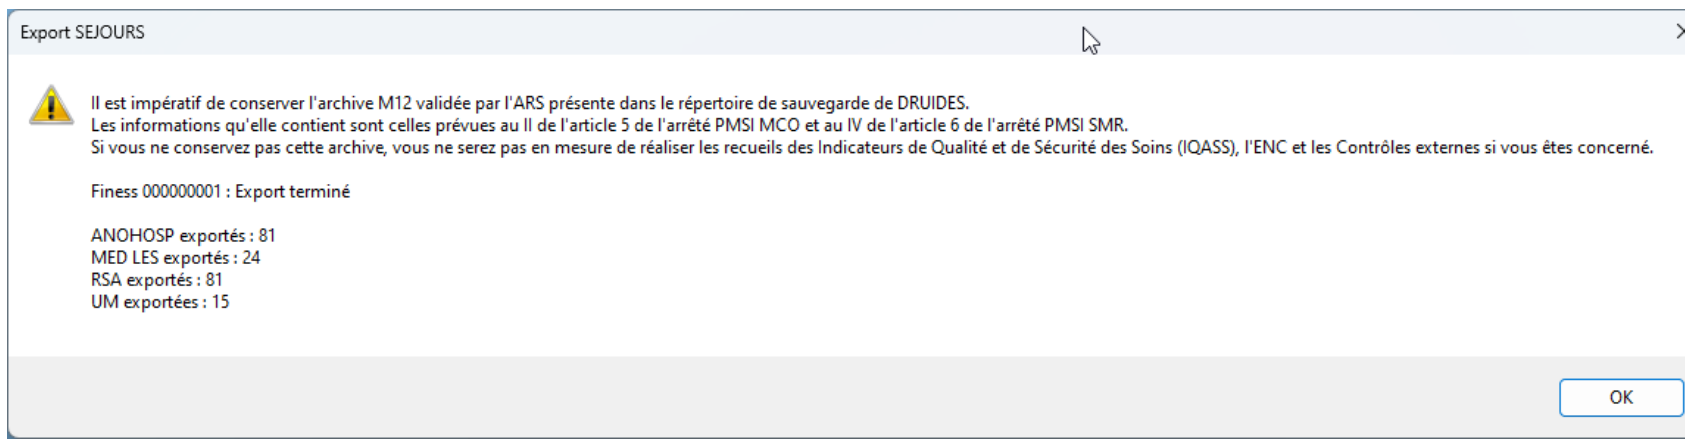 Export SEJOURS
Il est impératif de conserver l'archive M12 validée par l'ARS présente dans le répertoire de sauvegarde de DRUIDES.
Les informations qu'elle contient sont celles prévues au II de l'article 5 de l'arrêté PMSI MCO et au IV de l'article 6 de l'arrêté PMSI SMR.
Si vous ne conservez pas cette archive, vous ne serez pas en mesure de réaliser les recueils des Indicateurs de Qualité et de Sécurité des Soins (IQASS), l'ENC et les Contrôles externes si vous êtes concerné.
Finess 000000001 : Export terminé
ANOHOSP exportés : 81
MED LES exportés : 24
RSA exportés : 81
UM exportées : 15
OK